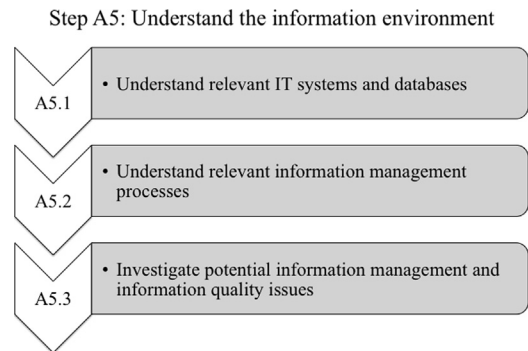 Step A5: Understand the information environment
A5.1
• Understand relevant IT systems and databases
A5.2
• Understand relevant information management
processes
A5.3
• Investigate potential information management and
information quality issues